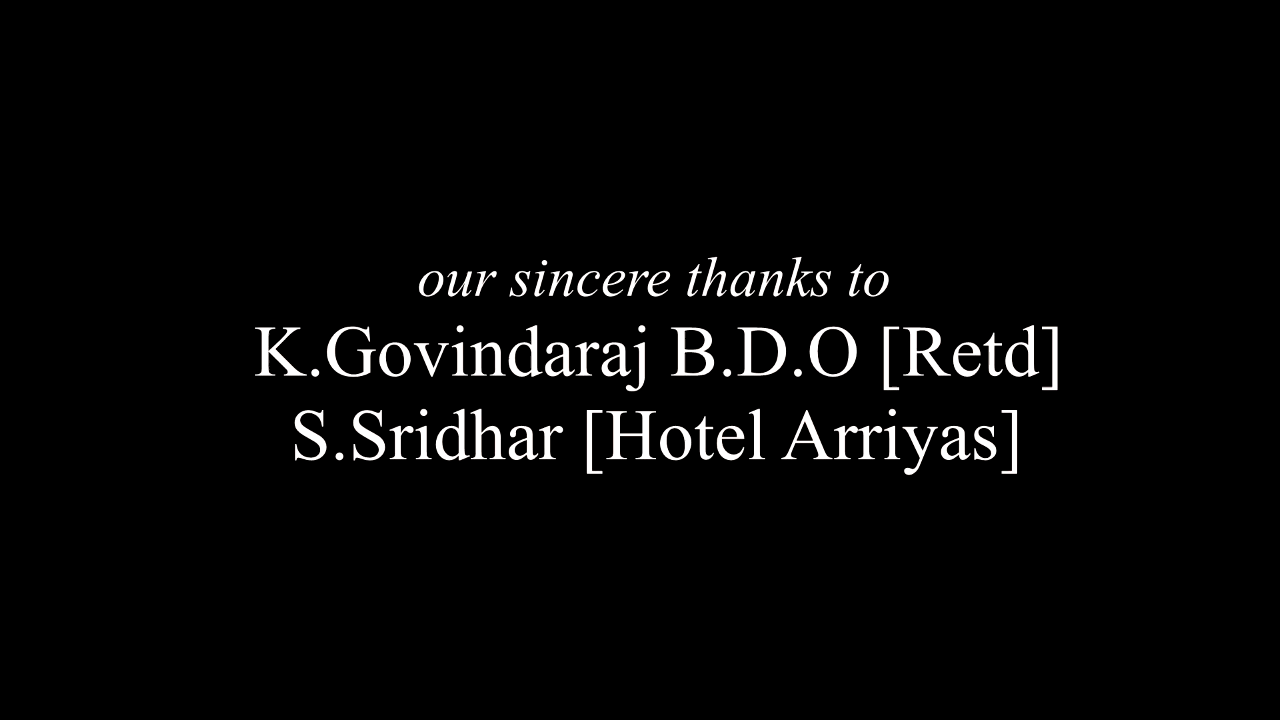 our sincere thanks to
K.Govindaraj B.D.O [Retd]
S.Sridhar [Hotel Arriyas]